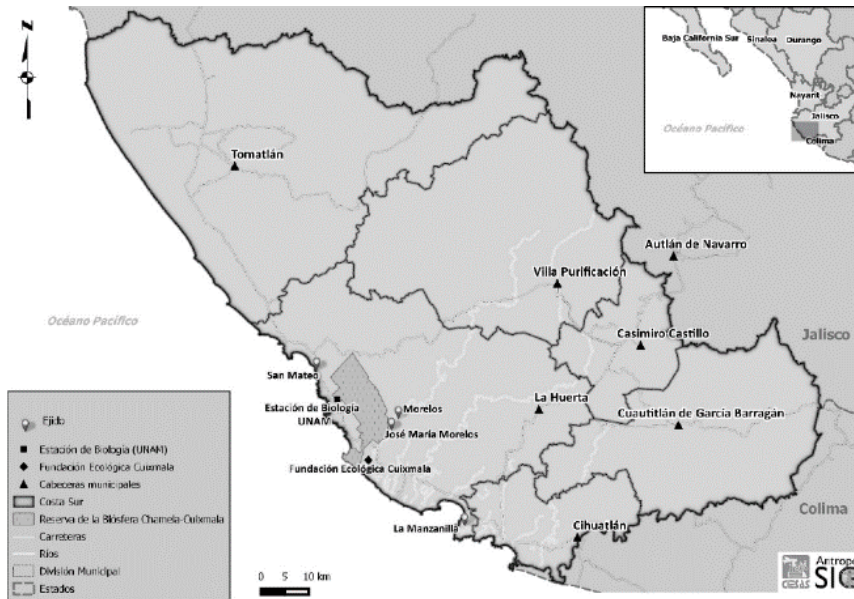 Z
Baja California Sur
Sinaloa
Durango
Nayarit
Jalisco
Océano Pacífico
Colima
Tomatlán
Autlán de Navarro
Villa Purificación
Océano Pacífico
Casimiro Castillo
Jalisco
San Mateo
Estación de Biología
UNAM
Morelos
José María Morelos
La Huerta
Cuautitlán de García Barragán
Fundación Ecológica Cuixmala
La Manzanilla
Cihuatlán
Colima
Ejido
Estación de Biología (UNAM)
Fundación Ecológica Cuixmala
Cabeceras municipales
Costa Sur
Reserva de la Biósfera Chamela-Cuixmala
Carreteras
Ríos
División Municipal
Estados
0 5 10 km
CIESAS
Antropo
SIG